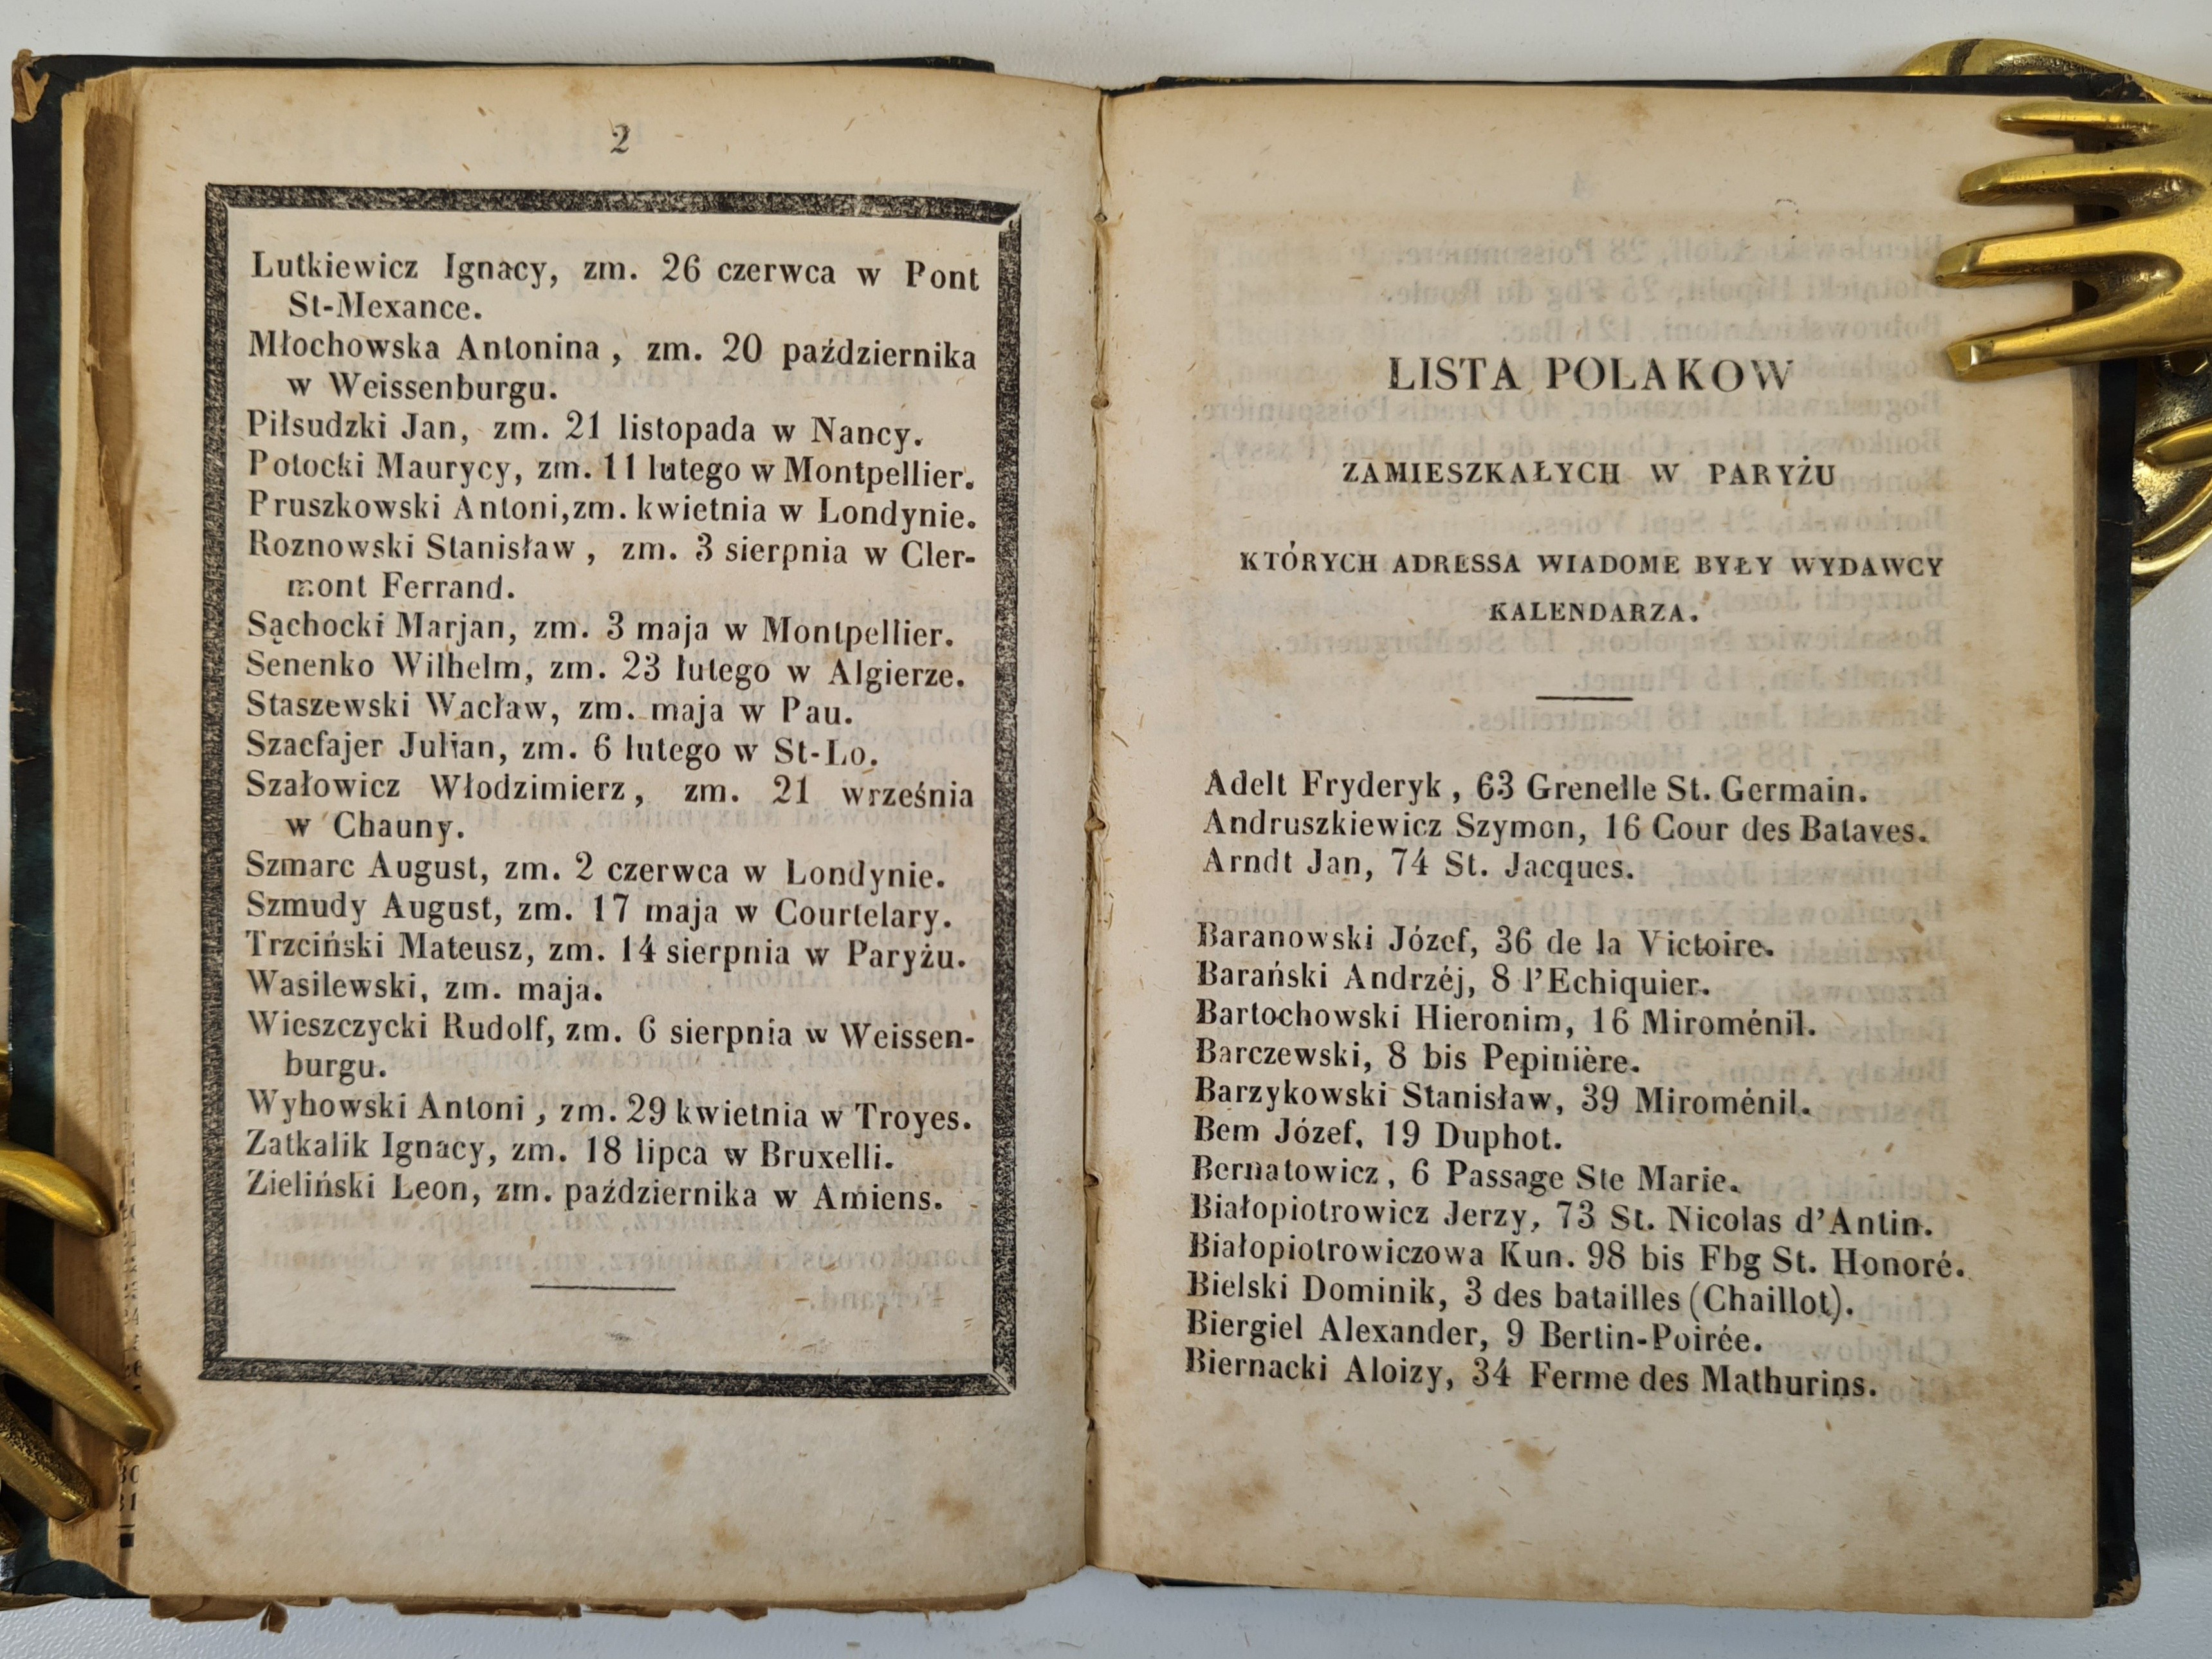 2
Lutkiewicz Ignacy, zm. 26 czerwca w Pont
St-Mexance.
Młochowska Antonina, zm. 20 października
w Weissenburgu.
Piłsudzki Jan, zm. 21 listopada w Nancy.
Potocki Maurycy, zm. 11 lutego w Montpellier.
Pruszkowski Antoni, zm. kwietnia w Londynie.
Roznowski Stanisław, zm. 3 sierpnia w Cler-
mont Ferrand.
Sąchocki Marjan, zm. 3 maja w Montpellier.
Senenko Wilhelm, zm. 23 lutego w Algierze.
Staszewski Wacław, zm. maja w Pau.
Szacfajer Julian, zm. 6 lutego w St-Lo.
Szałowicz Włodzimierz, zm. 21 września
w Chauny.
Szmarc August, zm. 2 czerwca w Londynie.
Szmudy August, zm. 17 maja w Courtelary.
Trzciński Mateusz, zm. 14 sierpnia w Paryżu.
Wasilewski, zm. maja.
Wieszczycki Rudolf, zm. 6 sierpnia w Weissen-
burgu.
Wyhowski Antoni, zm. 29 kwietnia w Troyes.
Zatkalik Ignacy, zm. 18 lipca w Bruxelli.
Zieliński Leon, zm. października w Amiens.
LISTA POLAKOW
ZAMIESZKAŁYCH W PARYŻU
KTÓRYCH ADRESSA WIADOME BYŁY WYDAWCY
KALENDARZA.
Adelt Fryderyk, 63 Grenelle St. Germain.
Andruszkiewicz Szymon, 16 Cour des Bataves.
Arndt Jan, 74 St. Jacques.
Baranowski Józef, 36 de la Victoire.
Barański Andrzéj, 8 l'Echiquier.
Bartochowski Hieronim, 16 Miroménil.
Barczewski, 8 bis Pepinière.
Barzykowski Stanisław, 39 Miroménil.
Bem Józef, 19 Duphot.
Bernatowicz, 6 Passage Ste Marie.
Białopiotrowicz Jerzy, 73 St. Nicolas d'Antin.
Białopiotrowiczowa Kun. 98 bis Fbg St. Honoré.
Bielski Dominik, 3 des batailles (Chaillot).
Biergiel Alexander, 9 Bertin-Poirée.
Biernacki Aloizy, 34 Ferme des Mathurins.